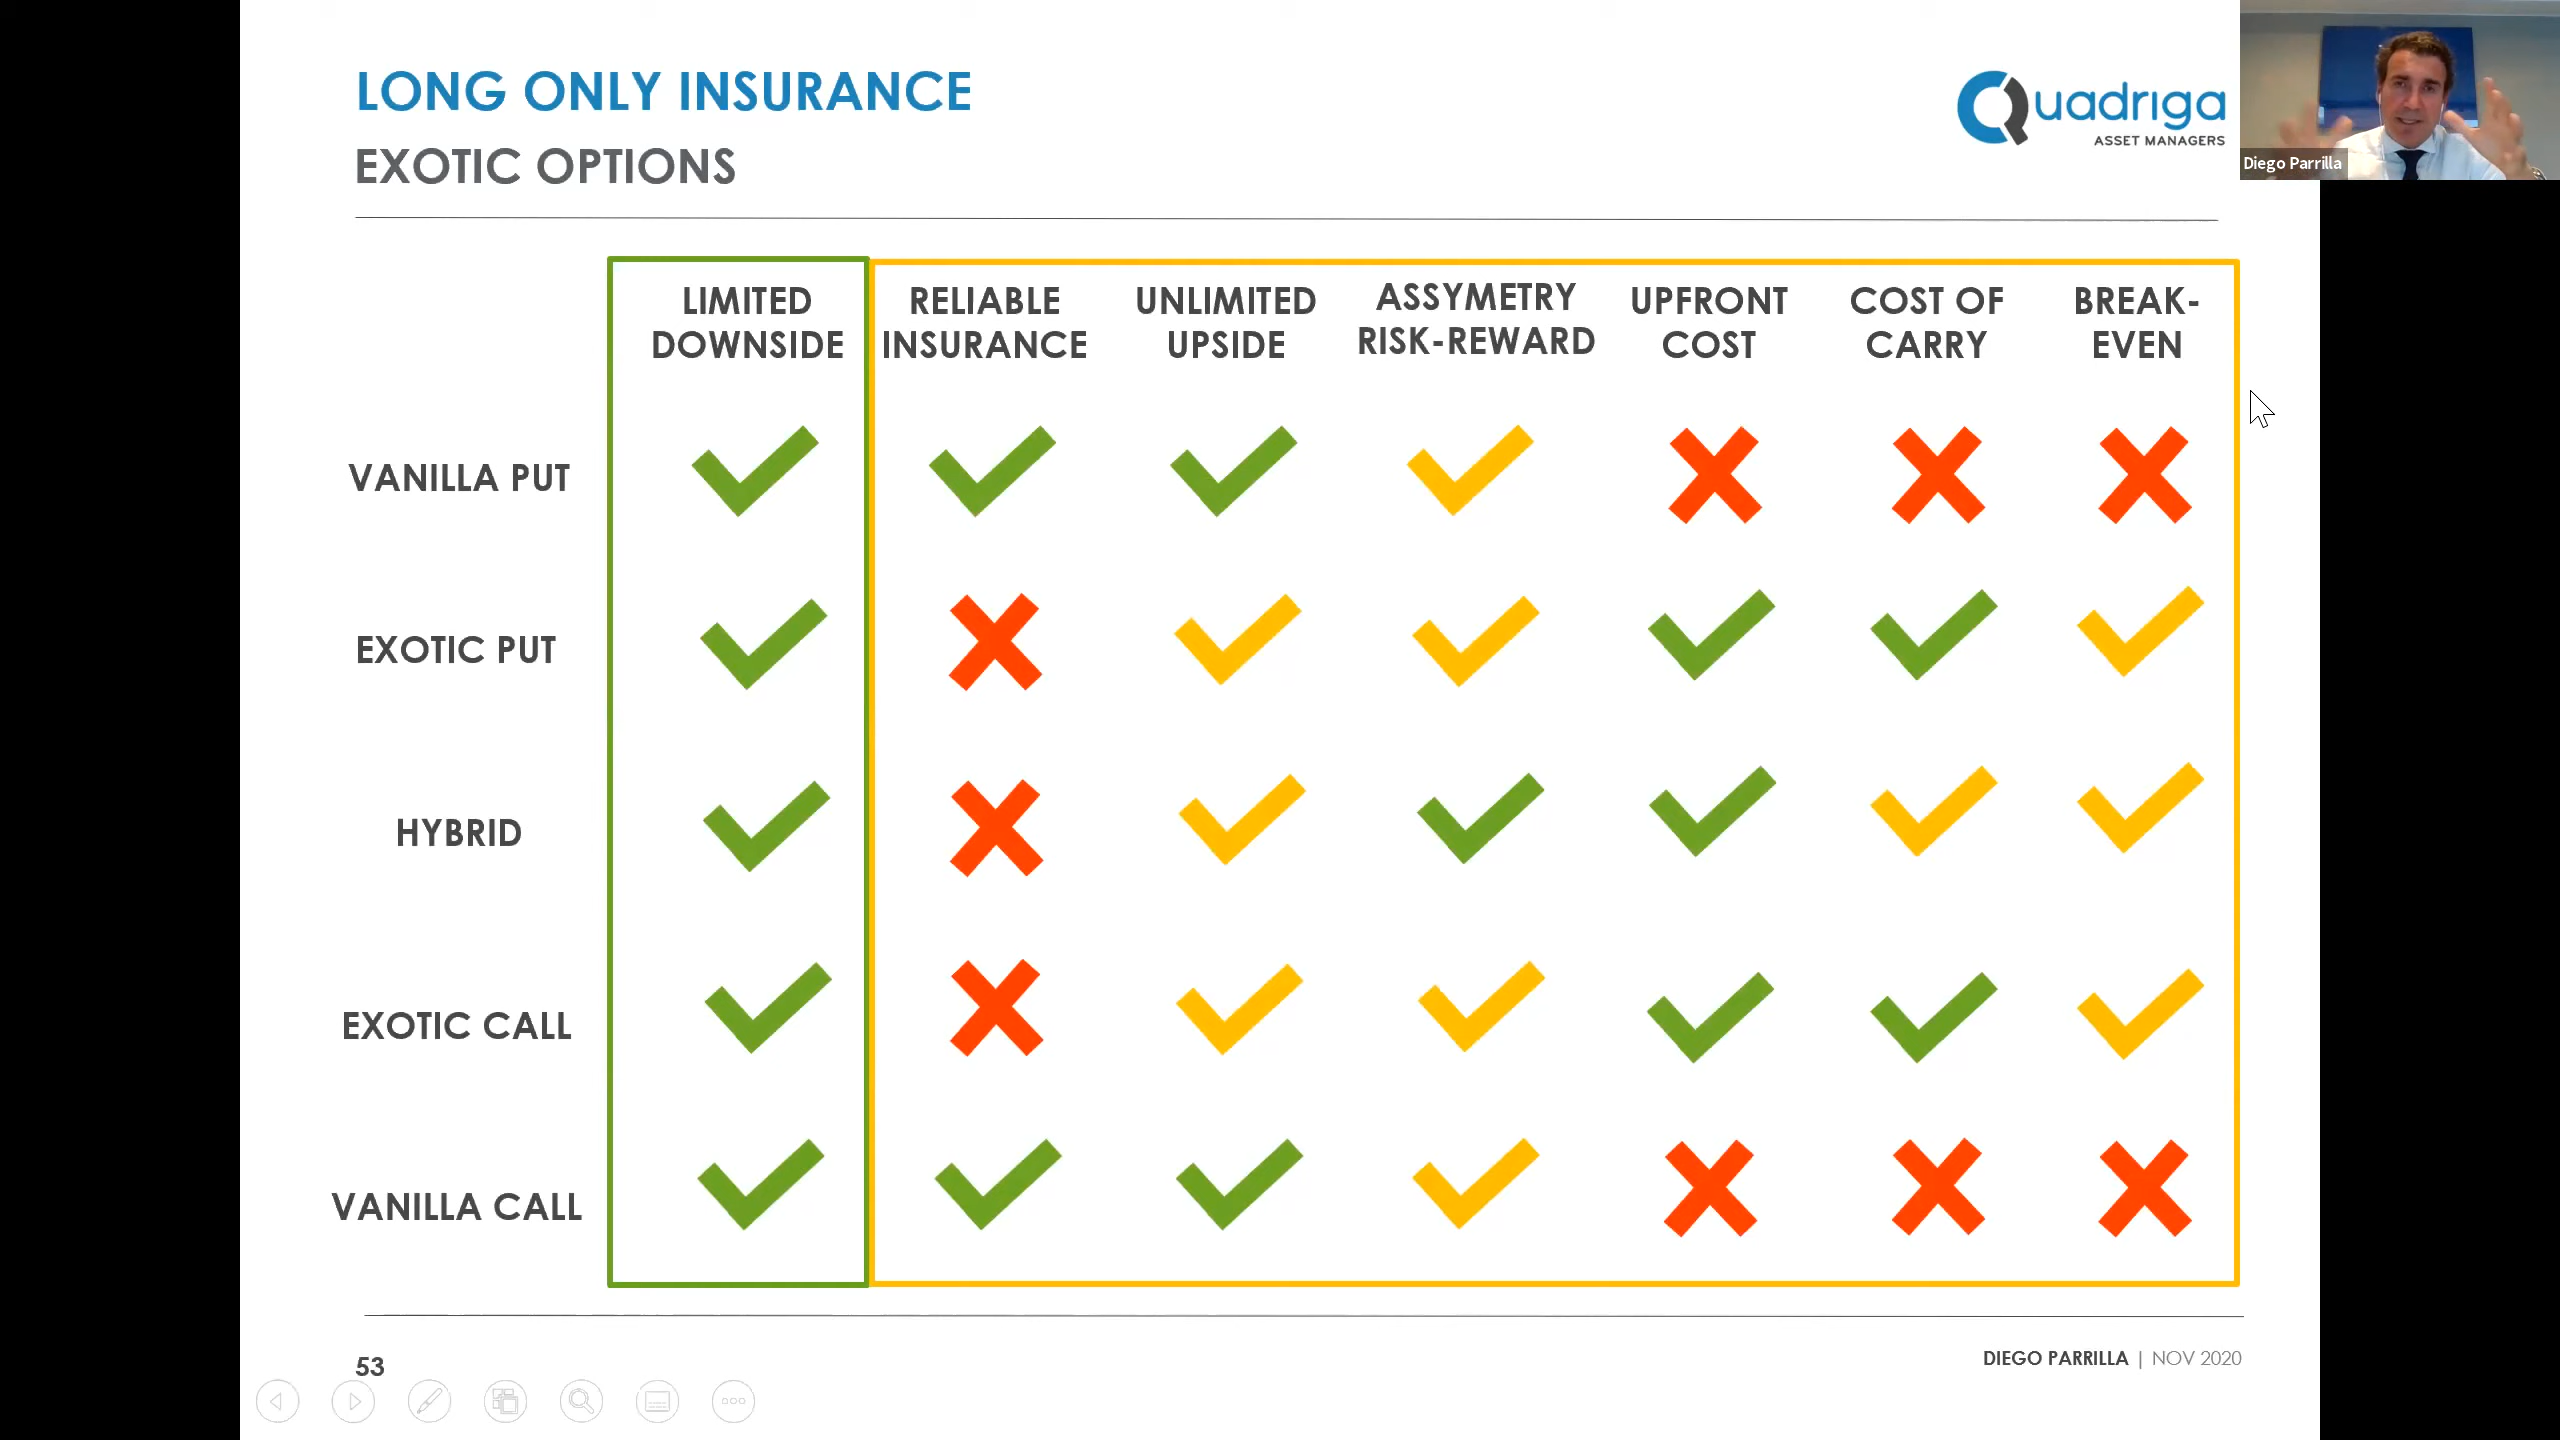 LONG ONLY INSURANCE
EXOTIC OPTIONS
Quadriga
ASSET MANAGERS
Diego Parrilla
LIMITED DOWNSIDE
RELIABLE INSURANCE
UNLIMITED UPSIDE
ASSYMETRY RISK-REWARD
UPFRONT COST
COST OF CARRY
BREAK-EVEN
VANILLA PUT
EXOTIC PUT
HYBRID
EXOTIC CALL
VANILLA CALL
53
DIEGO PARRILLA | NOV 2020